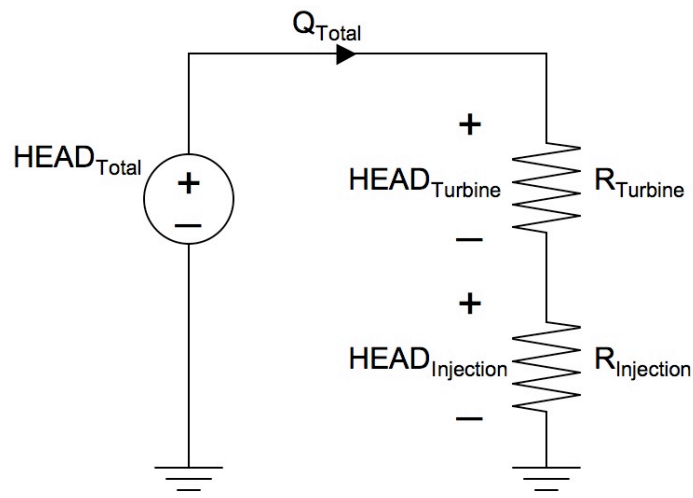 Q_Total
HEAD_Total
+
−
+
HEAD_Turbine
−
R_Turbine
+
HEAD_Injection
−
R_Injection